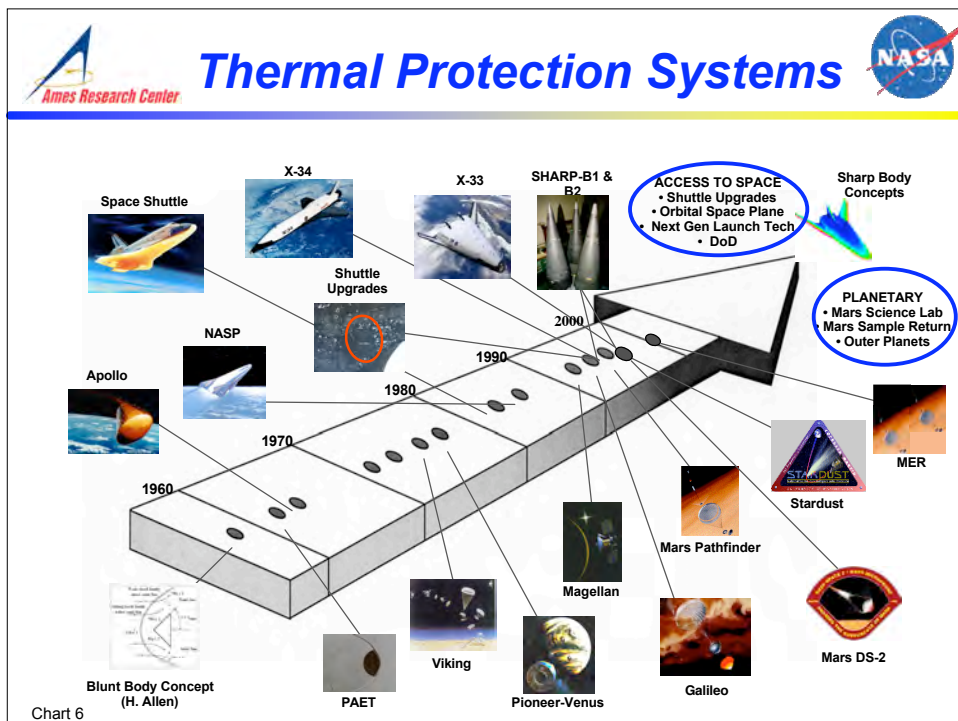 Ames Research Center
Thermal Protection Systems
NASA
X-34
X-33
SHARP-B1 &
B2
ACCESS TO SPACE
• Shuttle Upgrades
• Orbital Space Plane
• Next Gen Launch Tech
• DoD
Sharp Body
Concepts
Space Shuttle
Shuttle
Upgrades
PLANETARY
• Mars Science Lab
• Mars Sample Return
• Outer Planets
NASP
Apollo
2000
1990
1980
1970
1960
MER
STARDUST
Stardust
Mars Pathfinder
Magellan
Mars DS-2
Viking
Galileo
Pioneer-Venus
PAET
Blunt Body Concept
(H. Allen)
Chart 6